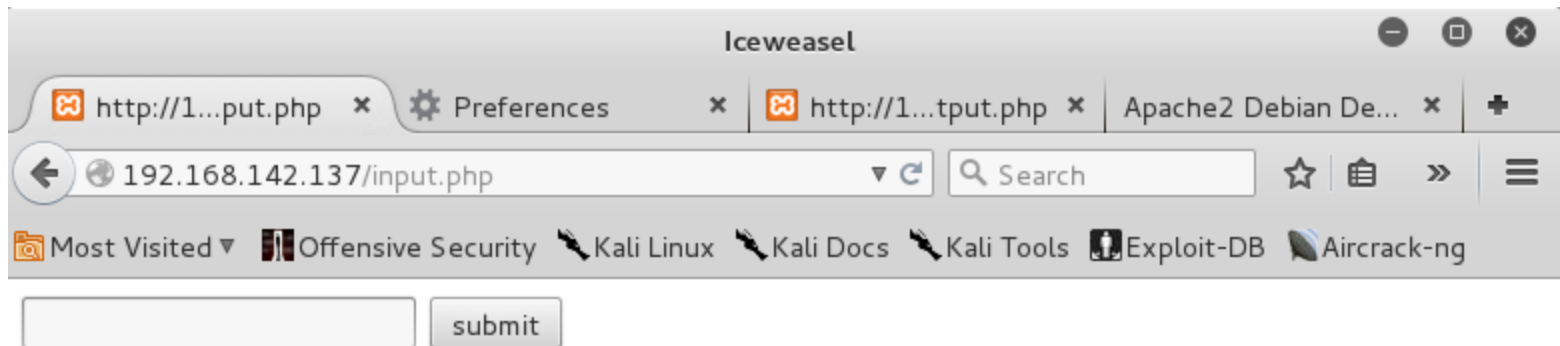 Iceweasel
http://1...put.php Preferences http://1...tput.php Apache2 Debian De...
192.168.142.137/input.php Search
Most Visited Offensive Security Kali Linux Kali Docs Kali Tools Exploit-DB Aircrack-ng
submit